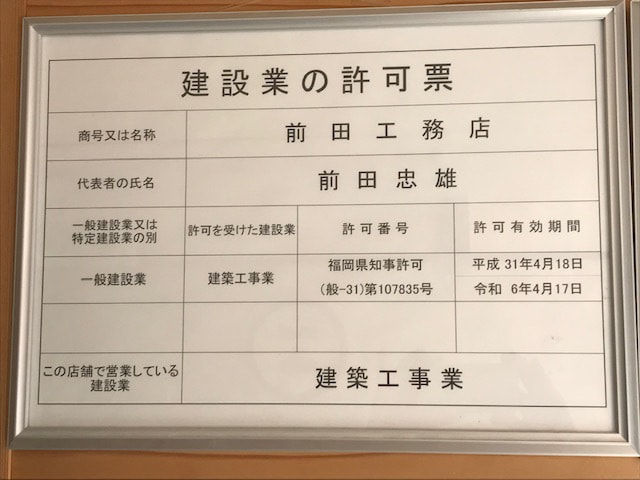 建設業の許可票
商号又は名称
前田工務店
代表者の氏名
前田忠雄
一般建設業又は
特定建設業の別
許可を受けた建設業
許可番号
許可有効期間
一般建設業
建築工事業
福岡県知事許可
(般-31)第107835号
平成 31年4月18日
令和 6年4月17日
この店舗で営業している
建設業
建築工事業